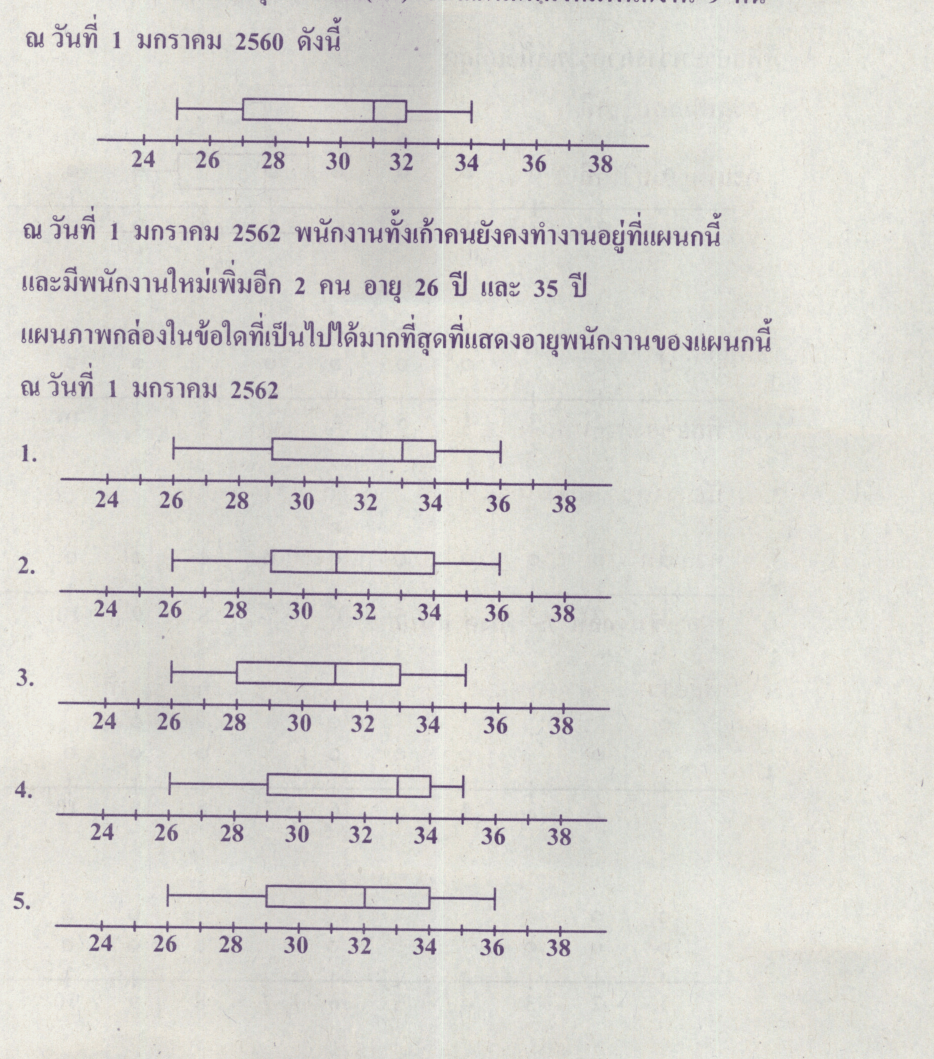 ณ วันที่ 1 มกราคม 2560 ดังนี้
24 26 28 30 32 34 36 38
ณ วันที่ 1 มกราคม 2562 พนักงานทั้งเก้าคนยังคงทำงานอยู่ที่แผนกนี้
และมีพนักงานใหม่เพิ่มอีก 2 คน อายุ 26 ปี และ 35 ปี
แผนภาพกล่องในข้อใดที่เป็นไปได้มากที่สุดที่แสดงอายุพนักงานของแผนกนี้
ณ วันที่ 1 มกราคม 2562
1.
24 26 28 30 32 34 36 38
2.
24 26 28 30 32 34 36 38
3.
24 26 28 30 32 34 36 38
4.
24 26 28 30 32 34 36 38
5.
24 26 28 30 32 34 36 38